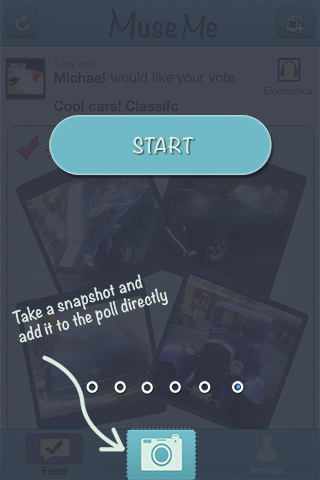 Muse Me
1 day ago
Michael would like your vote
Electronics
Cool cars! Classifc
START
Take a snapshot and
add it to the poll directly
Feed
Profile